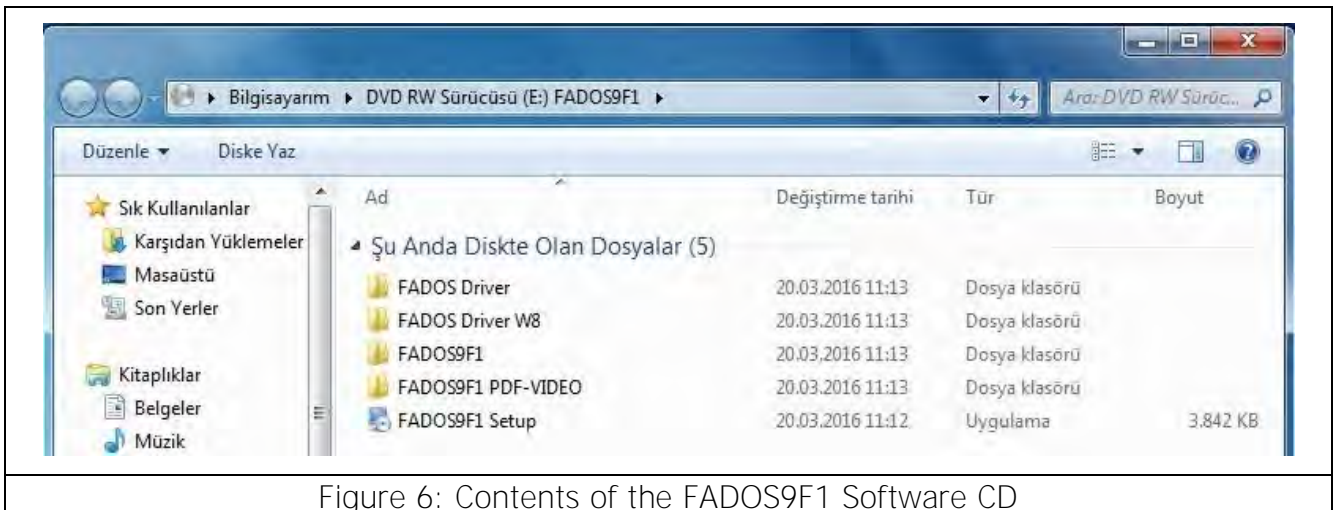 Bilgisayarım ▸ DVD RW Sürücüsü (E:) FADOS9F1 ▸
Ara: DVD RW Sürüc...
Düzenle Diske Yaz
Sık Kullanılanlar
Karşıdan Yüklemeler
Masaüstü
Son Yerler
Kitaplıklar
Belgeler
Müzik
Ad Değiştirme tarihi Tür Boyut
Şu Anda Diskte Olan Dosyalar (5)
FADOS Driver 20.03.2016 11:13 Dosya klasörü
FADOS Driver W8 20.03.2016 11:13 Dosya klasörü
FADOS9F1 20.03.2016 11:13 Dosya klasörü
FADOS9F1 PDF-VIDEO 20.03.2016 11:13 Dosya klasörü
FADOS9F1 Setup 20.03.2016 11:12 Uygulama 3.842 KB
Figure 6: Contents of the FADOS9F1 Software CD